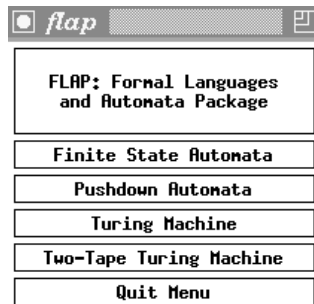 flap
FLAP: Formal Languages
and Automata Package
Finite State Automata
Pushdown Automata
Turing Machine
Two-Tape Turing Machine
Quit Menu